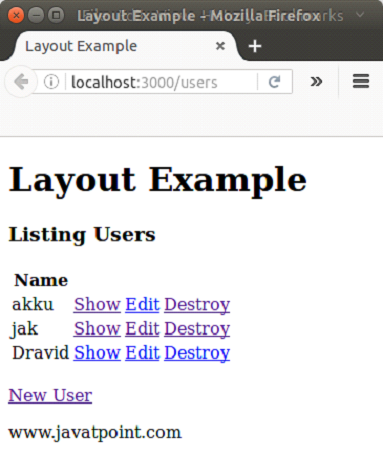 Layout Example - Mozilla Firefox
Layout Example
localhost:3000/users
Layout Example
Listing Users
Name
akku Show Edit Destroy
jak Show Edit Destroy
Dravid Show Edit Destroy
New User
www.javatpoint.com